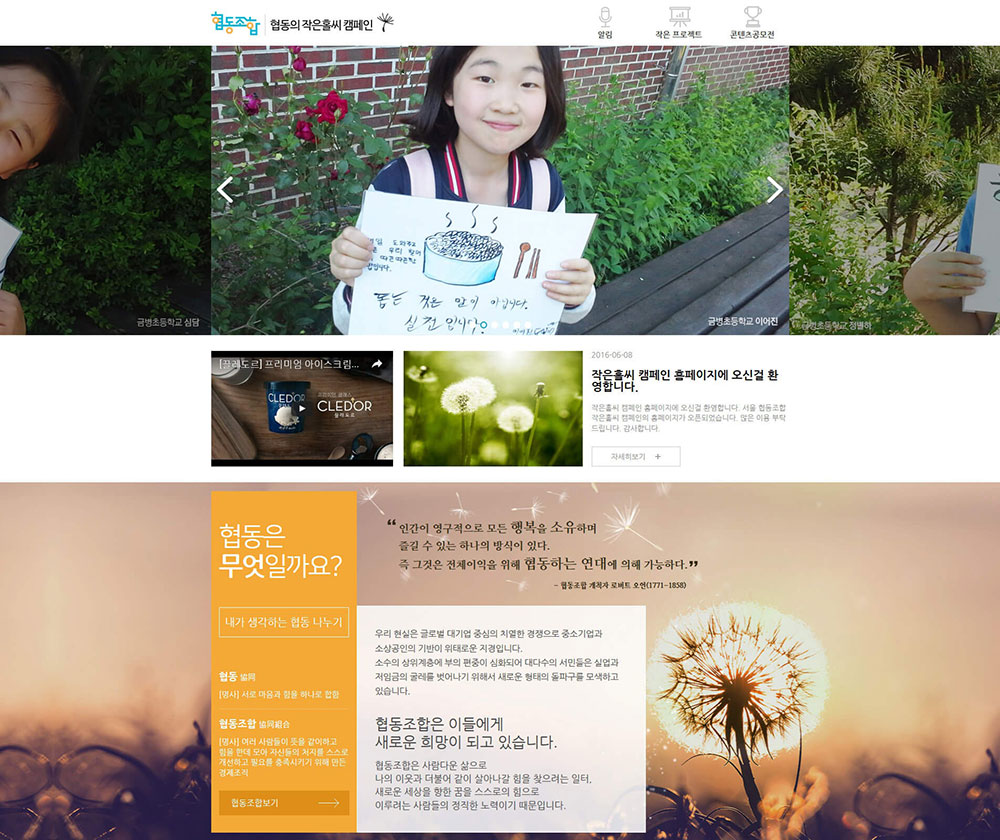 협동조합
협동의 작은홀씨 캠페인
알림
작은 프로젝트
콘텐츠공모전
돕는 것은 말이 아닙니다.
실천 입니다!
금병초등학교 심담
금병초등학교 이어진
금병초등학교 정별하
[끌레도르] 프리미엄 아이스크림...
CLEDOR
CLEDOR
끌레도르
2016-06-08
작은홀씨 캠페인 홈페이지에 오신걸 환
영합니다.
작은홀씨 캠페인 홈페이지에 오신걸 환영합니다. 서울 협동조합
작은홀씨 캠페인의 홈페이지가 오픈되었습니다. 많은 이용 부탁
드립니다. 감사합니다.
자세히보기 +
협동은
무엇일까요?
내가 생각하는 협동 나누기
협동 協同
[명사] 서로 마음과 힘을 하나로 합함
협동조합 協同組合
[명사] 여러 사람들이 뜻을 같이하고
힘을 한데 모아 자신들의 처지를 스스로
개선하고 필요를 충족시키기 위해 만든
경제조직
협동조합보기
“ 인간이 영구적으로 모든 행복을 소유하며
즐길 수 있는 하나의 방식이 있다.
즉 그것은 전체이익을 위해 협동하는 연대에 의해 가능하다. ”
- 협동조합 개척자 로버트 오언(1771~1858)
우리 현실은 글로벌 대기업 중심의 치열한 경쟁으로 중소기업과
소상공인의 기반이 위태로운 지경입니다.
소수의 상위계층에 부의 편중이 심화되어 대다수의 서민들은 실업과
저임금의 굴레를 벗어나기 위해서 새로운 형태의 돌파구를 모색하고
있습니다.
협동조합은 이들에게
새로운 희망이 되고 있습니다.
협동조합은 사람다운 삶으로
나의 이웃과 더불어 같이 살아나갈 힘을 찾으려는 일터,
새로운 세상을 향한 꿈을 스스로의 힘으로
이루려는 사람들의 정직한 노력이기 때문입니다.